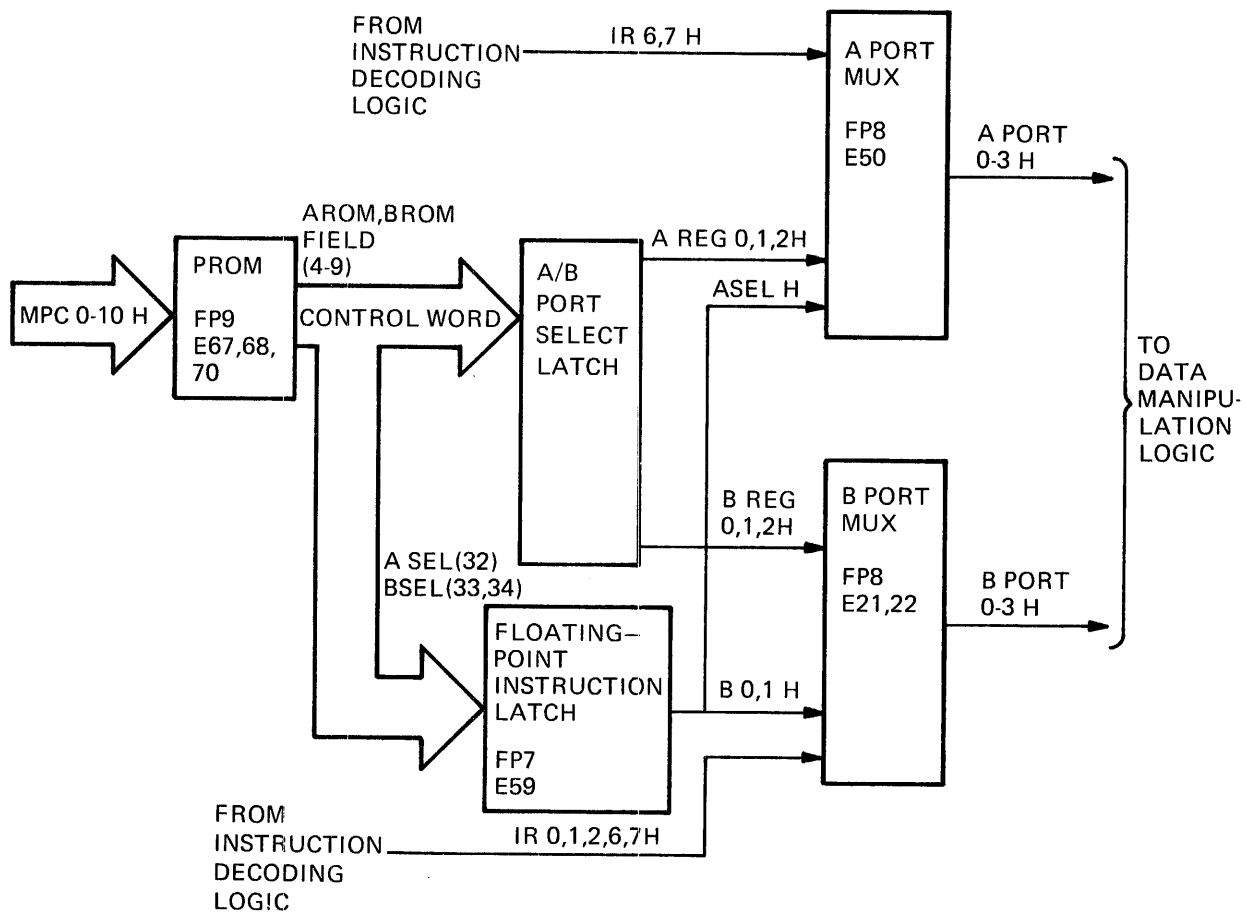 FROM
INSTRUCTION
DECODING
LOGIC
IR 6,7 H
A PORT
MUX
FP8
E50
A PORT
0-3 H
AROM,BROM
FIELD
(4-9)
MPC 0-10 H
PROM
FP9
E67,68,
70
CONTROL WORD
A/B
PORT
SELECT
LATCH
A REG 0,1,2H
ASEL H
TO
DATA
MANIPU-
LATION
LOGIC
B REG
0,1,2H
B PORT
MUX
FP8
E21,22
B PORT
0-3 H
A SEL(32)
BSEL(33,34)
FLOATING-
POINT
INSTRUCTION
LATCH
FP7
E59
B 0,1 H
FROM
INSTRUCTION
DECODING
LOGIC
IR 0,1,2,6,7H